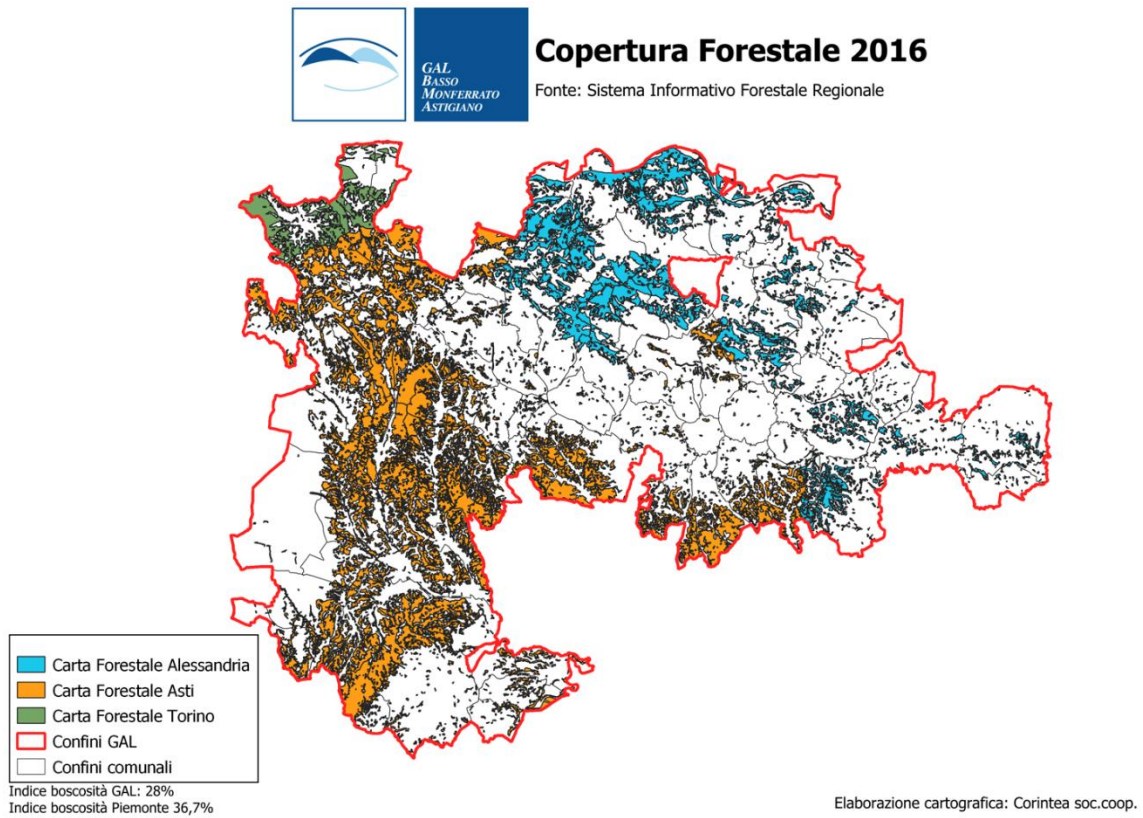 GAL
BASSO
MONFERRATO
ASTIGIANO
Copertura Forestale 2016
Fonte: Sistema Informativo Forestale Regionale
Carta Forestale Alessandria
Carta Forestale Asti
Carta Forestale Torino
Confini GAL
Confini comunali
Indice boscosità GAL: 28%
Indice boscosità Piemonte 36,7%
Elaborazione cartografica: Corintea soc.coop.